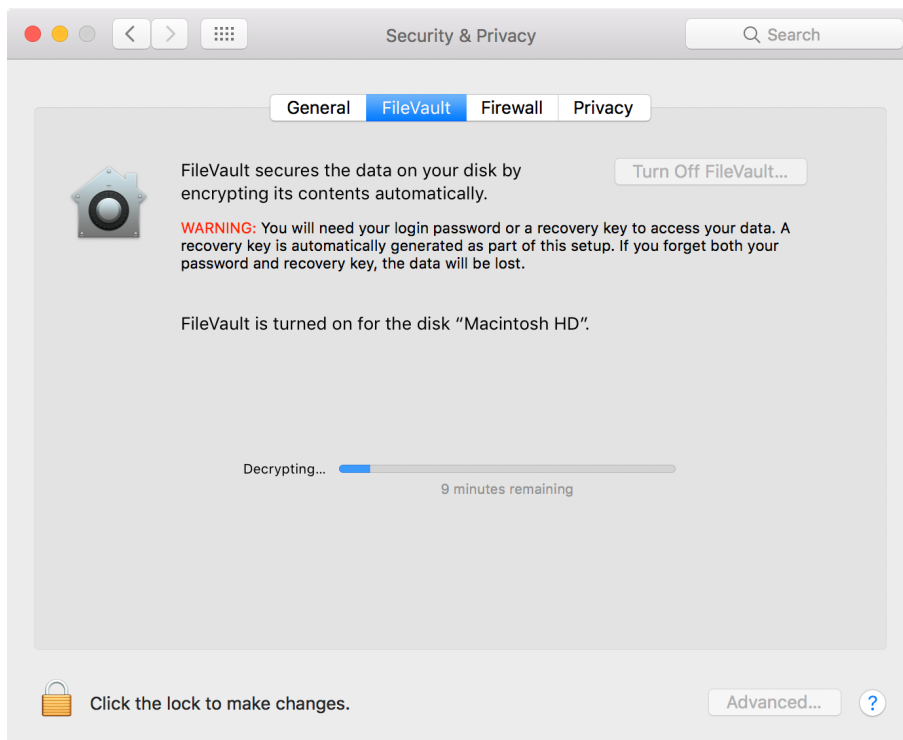 Security & Privacy
Search
General
FileVault
Firewall
Privacy
FileVault secures the data on your disk by
encrypting its contents automatically.
Turn Off FileVault...
WARNING: You will need your login password or a recovery key to access your data. A
recovery key is automatically generated as part of this setup. If you forget both your
password and recovery key, the data will be lost.
FileVault is turned on for the disk “Macintosh HD”.
Decrypting...
9 minutes remaining
Click the lock to make changes.
Advanced...
?